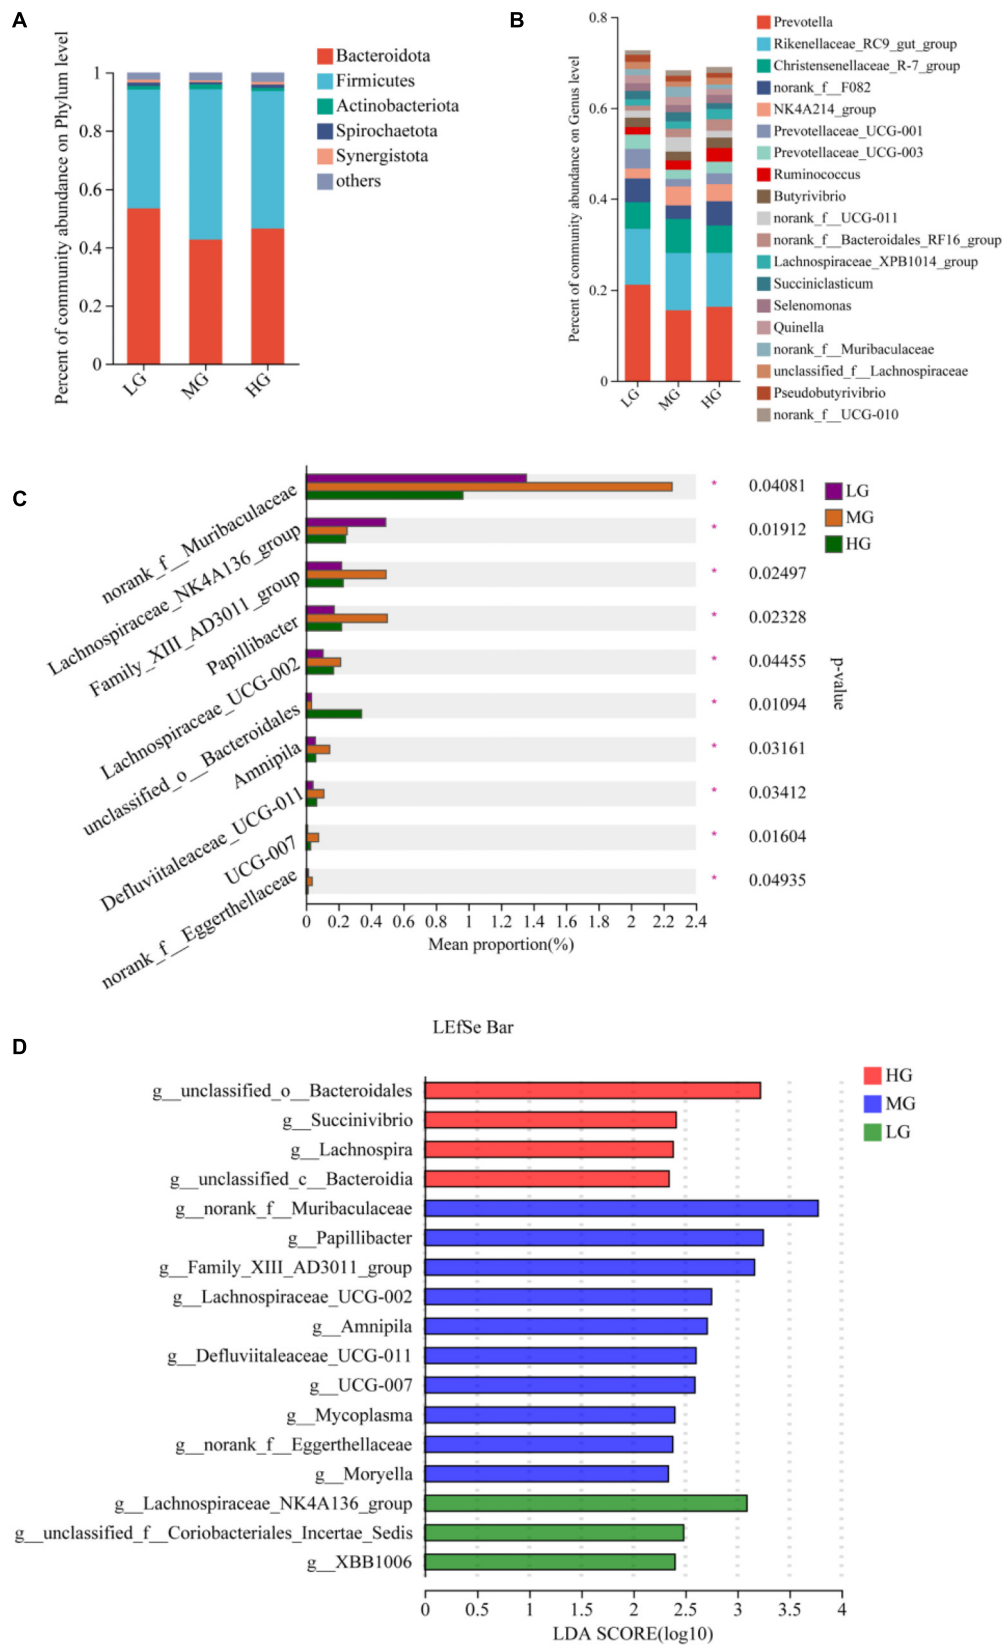 A
Percent of community abundance on Phylum level
1
0.8
0.6
0.4
0.2
0
LG
MG
HG
Bacteroidota
Firmicutes
Actinobacteriota
Spirochaetota
Synergistota
others
B
Percent of community abundance on Genus level
0.8
0.6
0.4
0.2
0
LG
MG
HG
Prevotella
Rikenellaceae_RC9_gut_group
Christensenellaceae_R-7_group
norank_f__F082
NK4A214_group
Prevotellaceae_UCG-001
Prevotellaceae_UCG-003
Ruminococcus
Butyrivibrio
norank_f__UCG-011
norank_f__Bacteroidales_RF16_group
Lachnospiraceae_XPB1014_group
Succiniclasticum
Selenomonas
Quinella
norank_f__Muribaculaceae
unclassified_f__Lachnospiraceae
Pseudobutyrivibrio
norank_f__UCG-010
C
norank_f__Muribaculaceae * 0.04081
Lachnospiraceae_NK4A136_group * 0.01912
Family_XIII_AD3011_group * 0.02497
Papillibacter * 0.02328
Lachnospiraceae_UCG-002 * 0.04455
unclassified_o__Bacteroidales * 0.01094
Amnipila * 0.03161
Defluviitaleaceae_UCG-011 * 0.03412
UCG-007 * 0.01604
norank_f__Eggerthellaceae * 0.04935
p-value
LG
MG
HG
0 0.2 0.4 0.6 0.8 1 1.2 1.4 1.6 1.8 2 2.2 2.4
Mean proportion(%)
D
LEfSe Bar
HG
MG
LG
g__unclassified_o__Bacteroidales
g__Succinivibrio
g__Lachnospira
g__unclassified_c__Bacteroidia
g__norank_f__Muribaculaceae
g__Papillibacter
g__Family_XIII_AD3011_group
g__Lachnospiraceae_UCG-002
g__Amnipila
g__Defluviitaleaceae_UCG-011
g__UCG-007
g__Mycoplasma
g__norank_f__Eggerthellaceae
g__Moryella
g__Lachnospiraceae_NK4A136_group
g__unclassified_f__Coriobacteriales_Incertae_Sedis
g__XBB1006
0 0.5 1 1.5 2 2.5 3 3.5 4
LDA SCORE(log10)